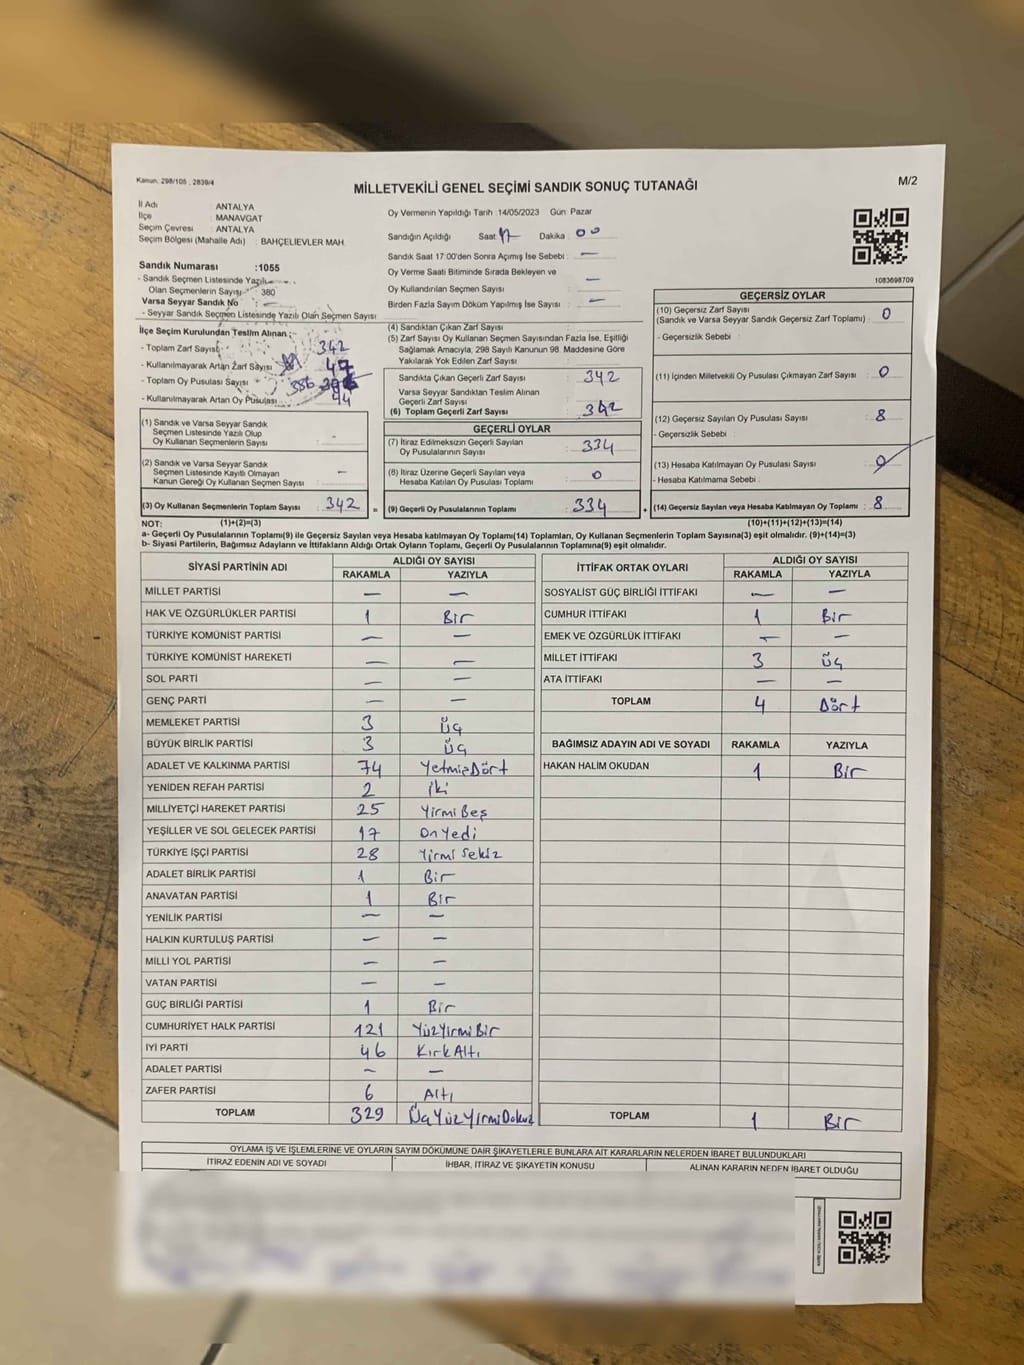 Kanun: 298/105 , 2839/4
MİLLETVEKİLİ GENEL SEÇİMİ SANDIK SONUÇ TUTANAĞI
M/2
İl Adı ANTALYA
İlçe : MANAVGAT
Seçim Çevresi : ANTALYA
Seçim Bölgesi (Mahalle Adı) : BAHÇELİEVLER MAH.
Oy Vermenin Yapıldığı Tarih :14/05/2023 Gün Pazar
Sandığın Açıldığı Saat 17 Dakika : 00
Sandık Saat 17:00'den Sonra Açımış İse Sebebi : —
Oy Verme Saati Bitiminde Sırada Bekleyen ve
Oy Kullandırılan Seçmen Sayısı —
Birden Fazla Sayım Döküm Yapılmış İse Sayısı : —
1083698709
Sandık Numarası :1055
- Sandık Seçmen Listesinde Yazılı
Olan Seçmenlerin Sayısı 380
Varsa Seyyar Sandık No :
- Seyyar Sandık Seçmen Listesinde Yazılı Olan Seçmen Sayısı
İlçe Seçim Kurulundan Teslim Alınan ;
- Toplam Zarf Sayısı 342
- Kullanılmayarak Artan Zarf Sayısı
- Toplam Oy Pusulası Sayısı 386
- Kullanılmayarak Artan Oy Pusulası 44
(1) Sandık ve Varsa Seyyar Sandık
Seçmen Listesinde Yazılı Olup
Oy Kullanan Seçmenlerin Sayısı :
(2) Sandık ve Varsa Seyyar Sandık
Seçmen Listesinde Kayıtlı Olmayan
Kanun Gereği Oy Kullanan Seçmen Sayısı : —
(3) Oy Kullanan Seçmenlerin Toplam Sayısı : 342
(4) Sandıktan Çıkan Zarf Sayısı :
(5) Zarf Sayısı Oy Kullanan Seçmen Sayısından Fazla İse, Eşitliği
Sağlamak Amacıyla, 298 Sayılı Kanunun 98. Maddesine Göre
Yakılarak Yok Edilen Zarf Sayısı :
Sandıkta Çıkan Geçerli Zarf Sayısı : 342
Varsa Seyyar Sandıktan Teslim Alınan
Geçerli Zarf Sayısı :
(6) Toplam Geçerli Zarf Sayısı : 342
GEÇERLİ OYLAR
(7) İtiraz Edilmeksizin Geçerli Sayılan
Oy Pusulalarının Sayısı : 334
(8) İtiraz Üzerine Geçerli Sayılan veya
Hesaba Katılan Oy Pusulası Toplamı : 0
= (9) Geçerli Oy Pusulalarının Toplamı : 334
GEÇERSİZ OYLAR
(10) Geçersiz Zarf Sayısı
(Sandık ve Varsa Seyyar Sandık Geçersiz Zarf Toplamı) : 0
- Geçersizlik Sebebi :
(11) İçinden Milletvekili Oy Pusulası Çıkmayan Zarf Sayısı : 0
(12) Geçersiz Sayılan Oy Pusulası Sayısı : 8
- Geçersizlik Sebebi :
(13) Hesaba Katılmayan Oy Pusulası Sayısı : 0
- Hesaba Katılmama Sebebi :
+ (14) Geçersiz Sayılan veya Hesaba Katılmayan Oy Toplamı : 8
NOT: (1)+(2)=(3) (10)+(11)+(12)+(13)=(14)
a- Geçerli Oy Pusulalarının Toplamı(9) ile Geçersiz Sayılan veya Hesaba katılmayan Oy Toplamı(14) Toplamları, Oy Kullanan Seçmenlerin Toplam Sayısına(3) eşit olmalıdır. (9)+(14)=(3)
b- Siyasi Partilerin, Bağımsız Adayların ve İttifakların Aldığı Ortak Oyların Toplamı, Geçerli Oy Pusulalarının Toplamına(9) eşit olmalıdır.
SİYASİ PARTİNİN ADI ALDIĞI OY SAYISI
RAKAMLA YAZIYLA
MİLLET PARTİSİ — —
HAK VE ÖZGÜRLÜKLER PARTİSİ 1 Bir
TÜRKİYE KOMÜNİST PARTİSİ — —
TÜRKİYE KOMÜNİST HAREKETİ — —
SOL PARTİ — —
GENÇ PARTİ — —
MEMLEKET PARTİSİ 3 Üç
BÜYÜK BİRLİK PARTİSİ 3 Üç
ADALET VE KALKINMA PARTİSİ 74 YetmişDört
YENİDEN REFAH PARTİSİ 2 İki
MİLLİYETÇİ HAREKET PARTİSİ 25 Yirmi Beş
YEŞİLLER VE SOL GELECEK PARTİSİ 17 On Yedi
TÜRKİYE İŞÇİ PARTİSİ 28 Yirmi Sekiz
ADALET BİRLİK PARTİSİ 1 Bir
ANAVATAN PARTİSİ 1 Bir
YENİLİK PARTİSİ — —
HALKIN KURTULUŞ PARTİSİ — —
MİLLİ YOL PARTİSİ — —
VATAN PARTİSİ — —
GÜÇ BİRLİĞİ PARTİSİ 1 Bir
CUMHURİYET HALK PARTİSİ 121 YüzYirmiBir
İYİ PARTİ 46 KırkAltı
ADALET PARTİSİ — —
ZAFER PARTİSİ 6 Altı
TOPLAM 329 ÜçYüzYirmiDokuz
İTTİFAK ORTAK OYLARI ALDIĞI OY SAYISI
RAKAMLA YAZIYLA
SOSYALİST GÜÇ BİRLİĞİ İTTİFAKI — —
CUMHUR İTTİFAKI 1 Bir
EMEK VE ÖZGÜRLÜK İTTİFAKI — —
MİLLET İTTİFAKI 3 Üç
ATA İTTİFAKI — —
TOPLAM 4 Dört
BAĞIMSIZ ADAYIN ADI VE SOYADI RAKAMLA YAZIYLA
HAKAN HALIM OKUDAN 1 Bir
TOPLAM 1 Bir
OYLAMA İŞ VE İŞLEMLERİNE VE OYLARIN SAYIM DÖKÜMÜNE DAİR ŞİKAYETLERLE BUNLARA AİT KARARLARIN NELERDEN İBARET BULUNDUKLARI
İTİRAZ EDENİN ADI VE SOYADI İHBAR, İTİRAZ VE ŞİKAYETİN KONUSU ALINAN KARARIN NEDEN İBARET OLDUĞU